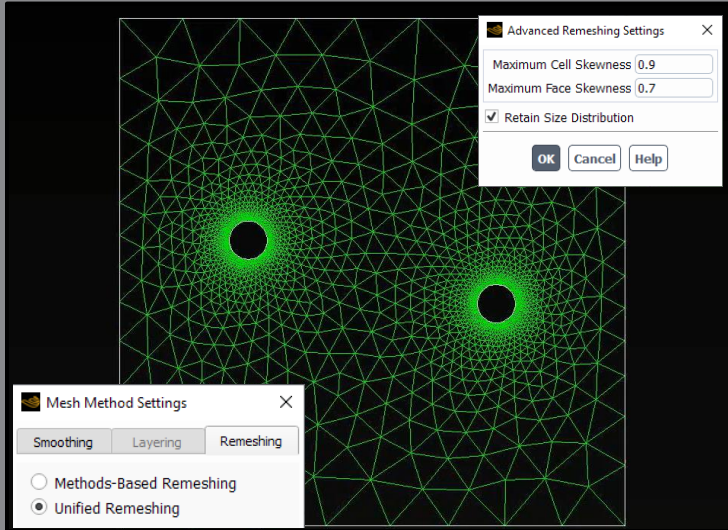 Advanced Remeshing Settings
Maximum Cell Skewness 0.9
Maximum Face Skewness 0.7
Retain Size Distribution
OK Cancel Help
Mesh Method Settings
Smoothing Layering Remeshing
Methods-Based Remeshing
Unified Remeshing